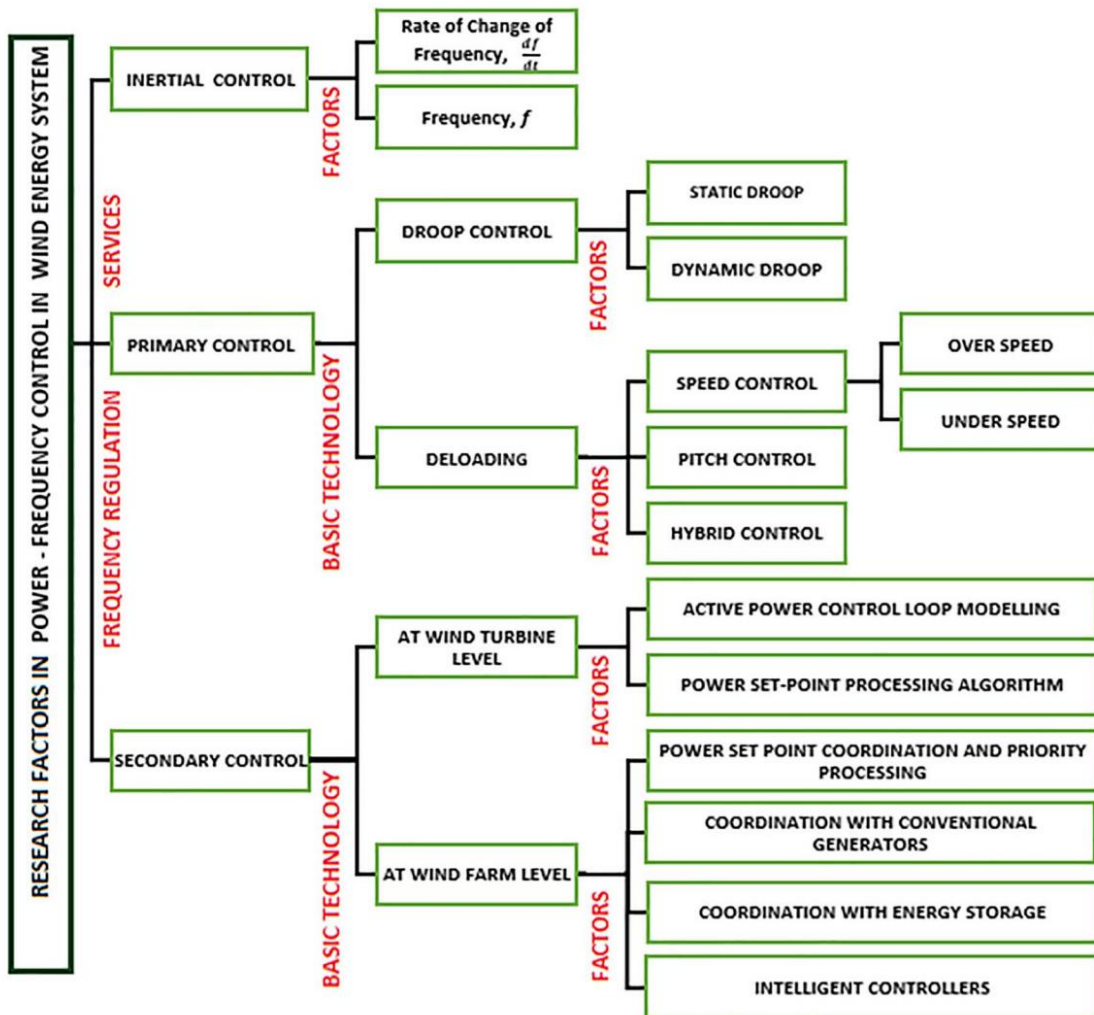 RESEARCH FACTORS IN POWER - FREQUENCY CONTROL IN WIND ENERGY SYSTEM
FREQUENCY REGULATION
SERVICES
INERTIAL CONTROL
FACTORS
Rate of Change of
Frequency, df/dt
Frequency, f
PRIMARY CONTROL
BASIC TECHNOLOGY
DROOP CONTROL
FACTORS
STATIC DROOP
DYNAMIC DROOP
DELOADING
FACTORS
SPEED CONTROL
OVER SPEED
UNDER SPEED
PITCH CONTROL
HYBRID CONTROL
SECONDARY CONTROL
BASIC TECHNOLOGY
AT WIND TURBINE
LEVEL
FACTORS
ACTIVE POWER CONTROL LOOP MODELLING
POWER SET-POINT PROCESSING ALGORITHM
AT WIND FARM LEVEL
FACTORS
POWER SET POINT COORDINATION AND PRIORITY
PROCESSING
COORDINATION WITH CONVENTIONAL
GENERATORS
COORDINATION WITH ENERGY STORAGE
INTELLIGENT CONTROLLERS